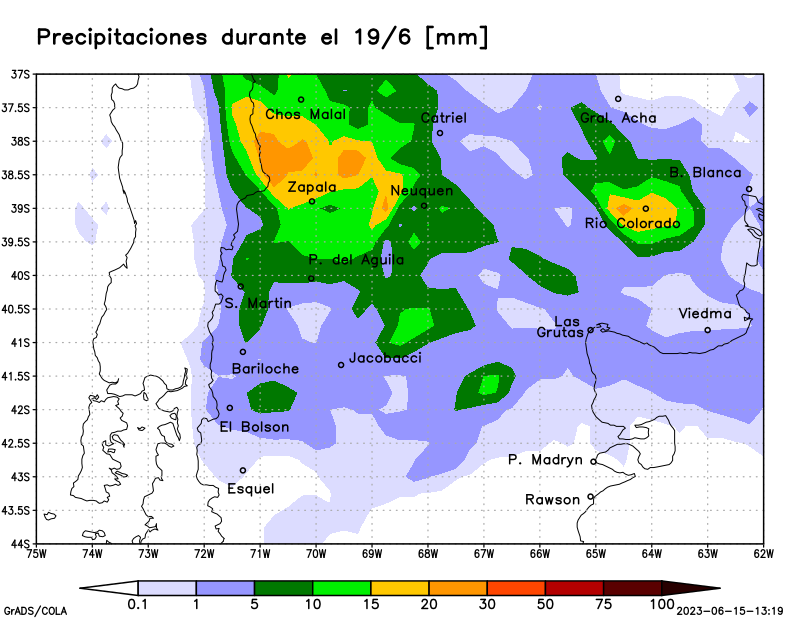 Precipitaciones durante el 19/6 [mm]
37S
37.5S
Chos Malal
Catriel
Gral. Acha
38S
38.5S
B. Blanca
Zapala
Neuquen
39S
Rio Colorado
39.5S
P. del Aguila
40S
S. Martin
40.5S
Viedma
Las
Grutas
41S
Jacobacci
Bariloche
41.5S
42S
El Bolson
42.5S
P. Madryn
43S
Esquel
Rawson
43.5S
44S
75W 74W 73W 72W 71W 70W 69W 68W 67W 66W 65W 64W 63W 62W
0.1 1 5 10 15 20 30 50 75 100
GrADS/COLA
2023-06-15-13:19